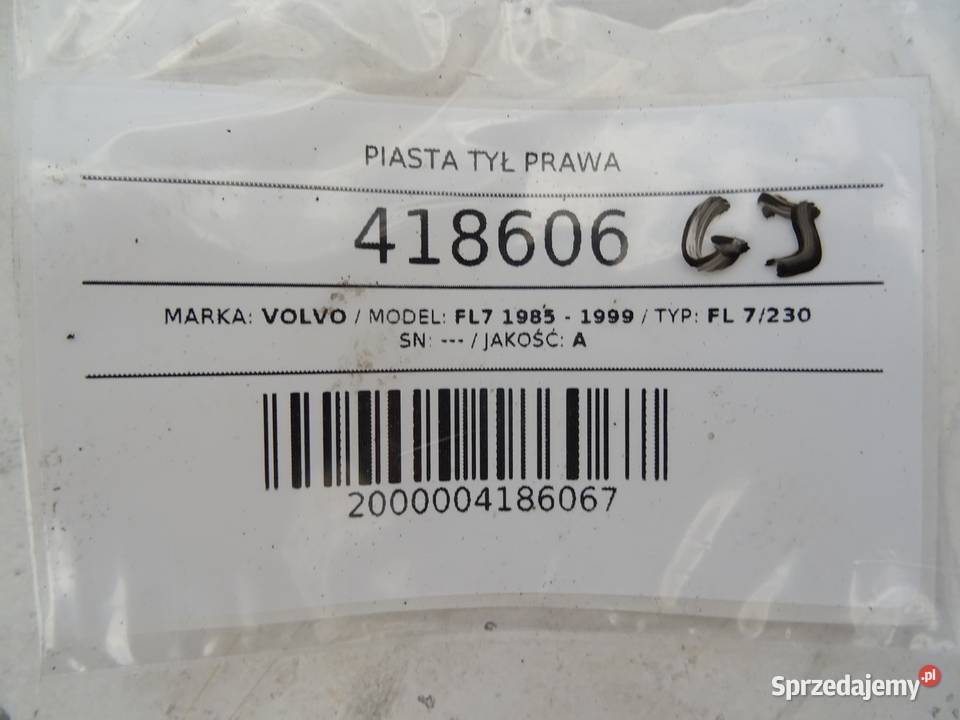 PIASTA TYŁ PRAWA
418606 GJ
MARKA: VOLVO / MODEL: FL7 1985 - 1999 / TYP: FL 7/230
SN: --- / JAKOŚĆ: A
2000004186067
Sprzedajemy.pl